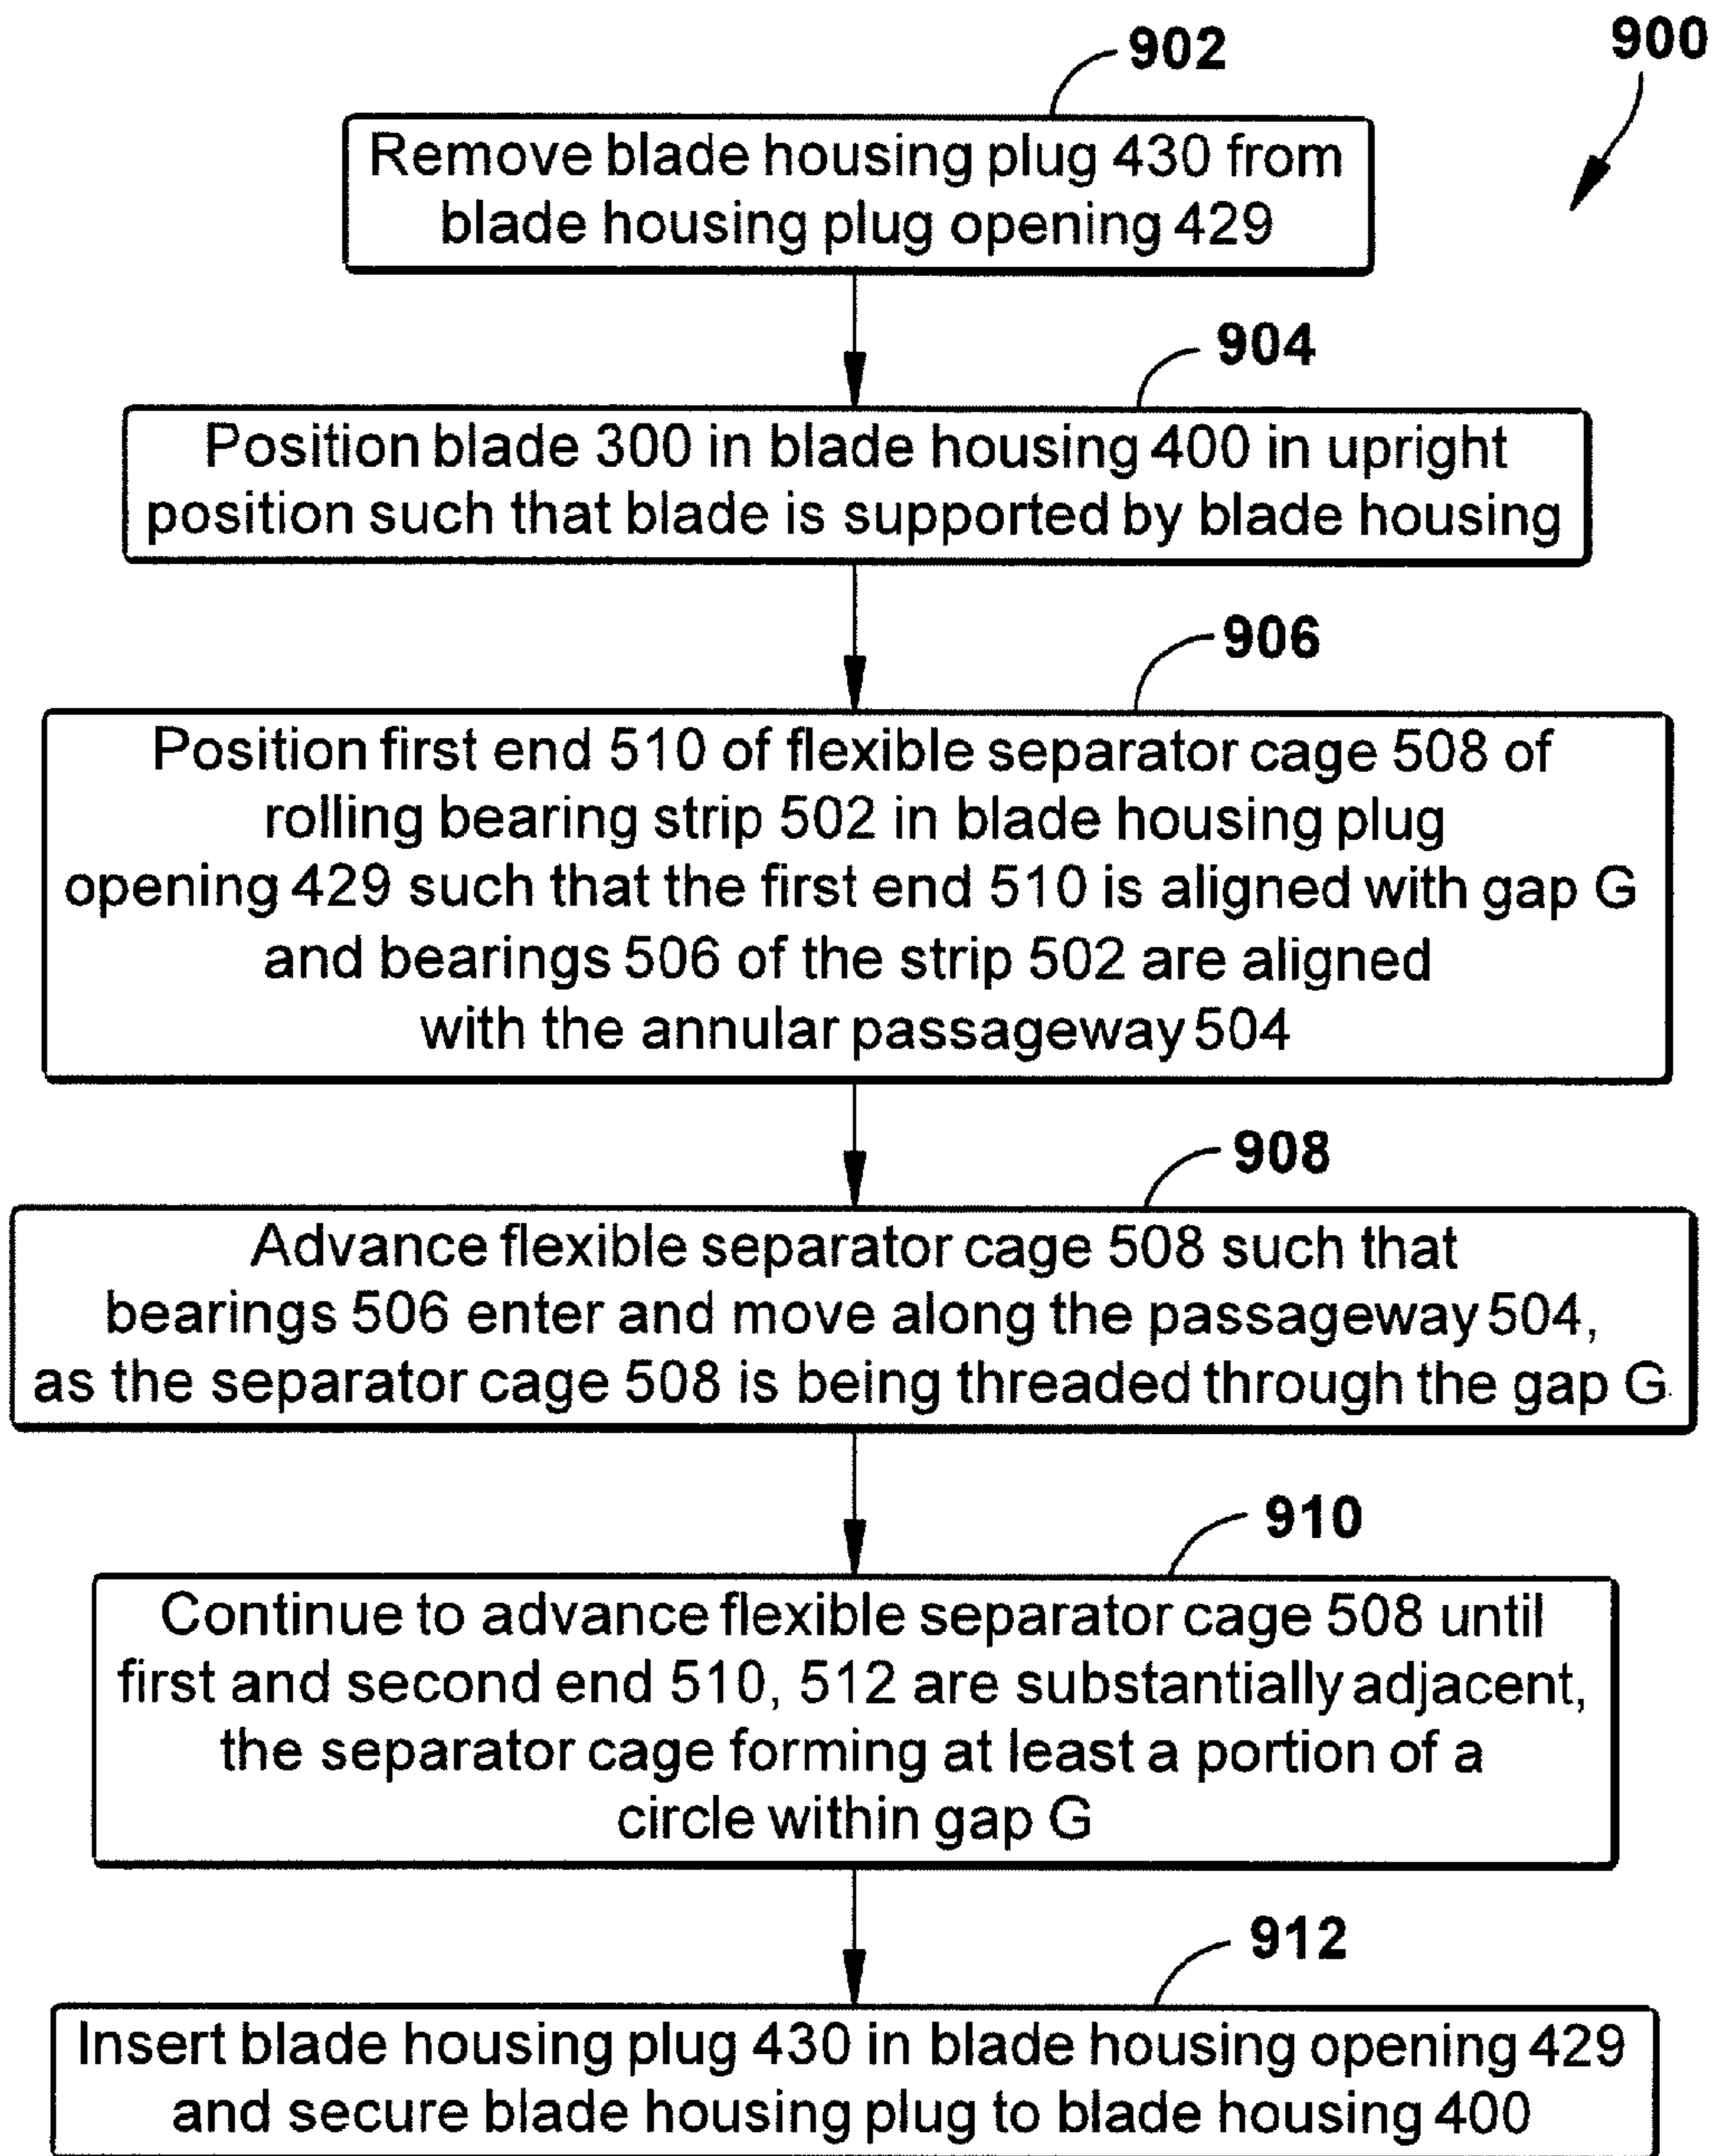 902
900
Remove blade housing plug 430 from
blade housing plug opening 429
904
Position blade 300 in blade housing 400 in upright
position such that blade is supported by blade housing
906
Position first end 510 of flexible separator cage 508 of
rolling bearing strip 502 in blade housing plug
opening 429 such that the first end 510 is aligned with gap G
and bearings 506 of the strip 502 are aligned
with the annular passageway 504
908
Advance flexible separator cage 508 such that
bearings 506 enter and move along the passageway 504,
as the separator cage 508 is being threaded through the gap G.
910
Continue to advance flexible separator cage 508 until
first and second end 510, 512 are substantially adjacent,
the separator cage forming at least a portion of a
circle within gap G
912
Insert blade housing plug 430 in blade housing opening 429
and secure blade housing plug to blade housing 400